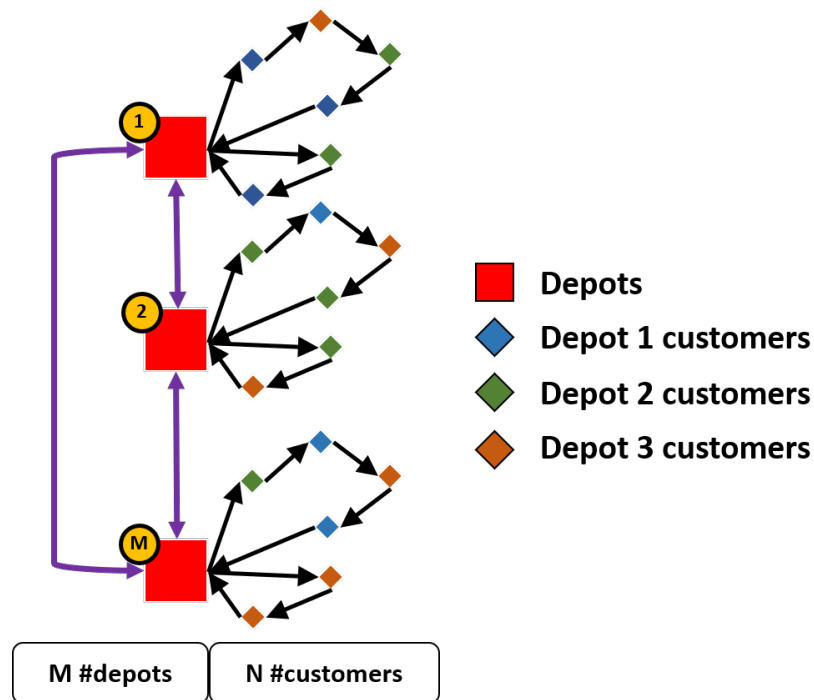 1
2
M
Depots
Depot 1 customers
Depot 2 customers
Depot 3 customers
M #depots
N #customers